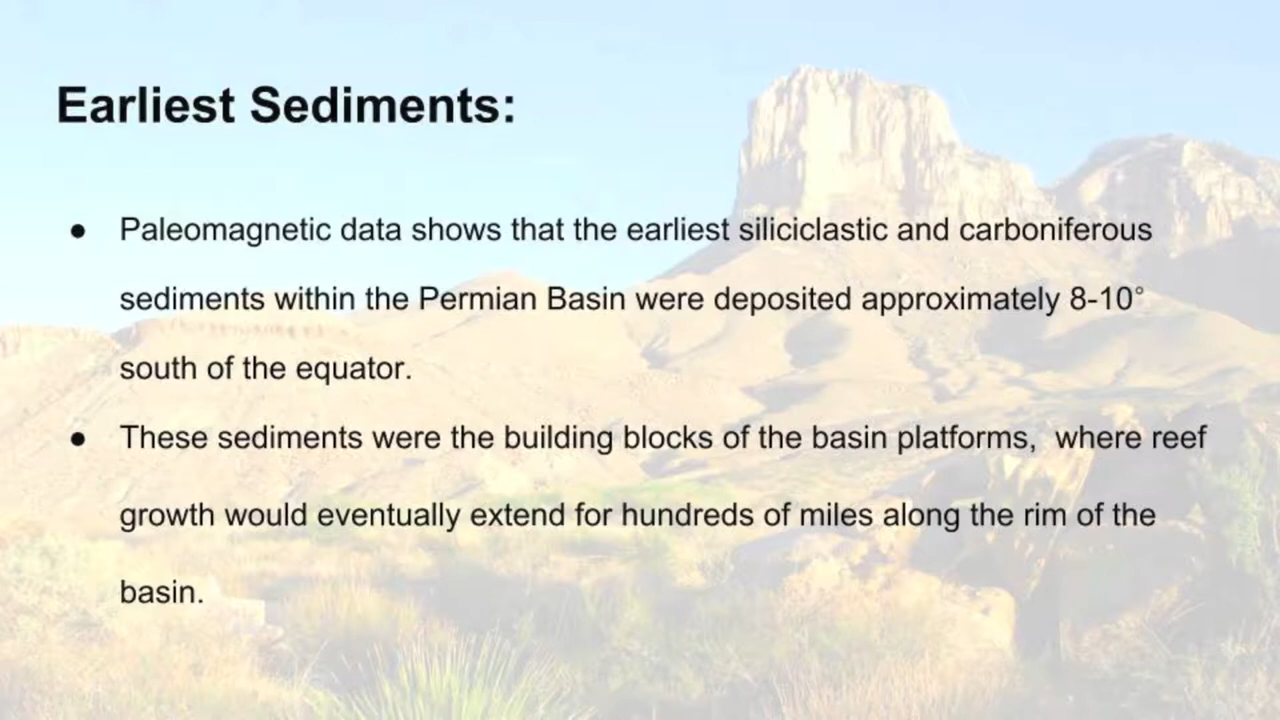 Earliest Sediments:
● Paleomagnetic data shows that the earliest siliciclastic and carboniferous
sediments within the Permian Basin were deposited approximately 8-10°
south of the equator.
● These sediments were the building blocks of the basin platforms,  where reef
growth would eventually extend for hundreds of miles along the rim of the
basin.